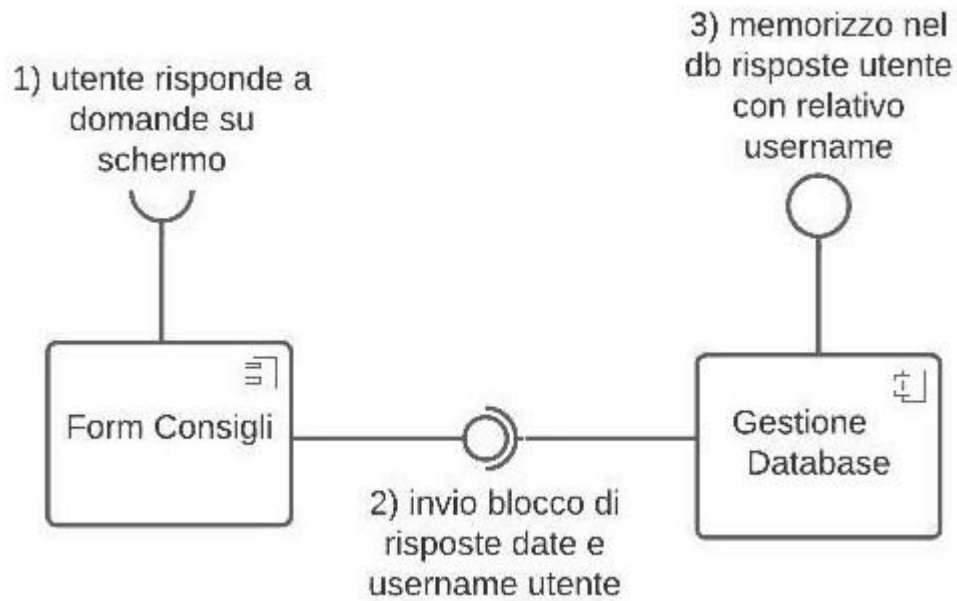 1) utente risponde a
domande su
schermo
3) memorizzo nel
db risposte utente
con relativo
username
Form Consigli
Gestione
Database
2) invio blocco di
risposte date e
username utente